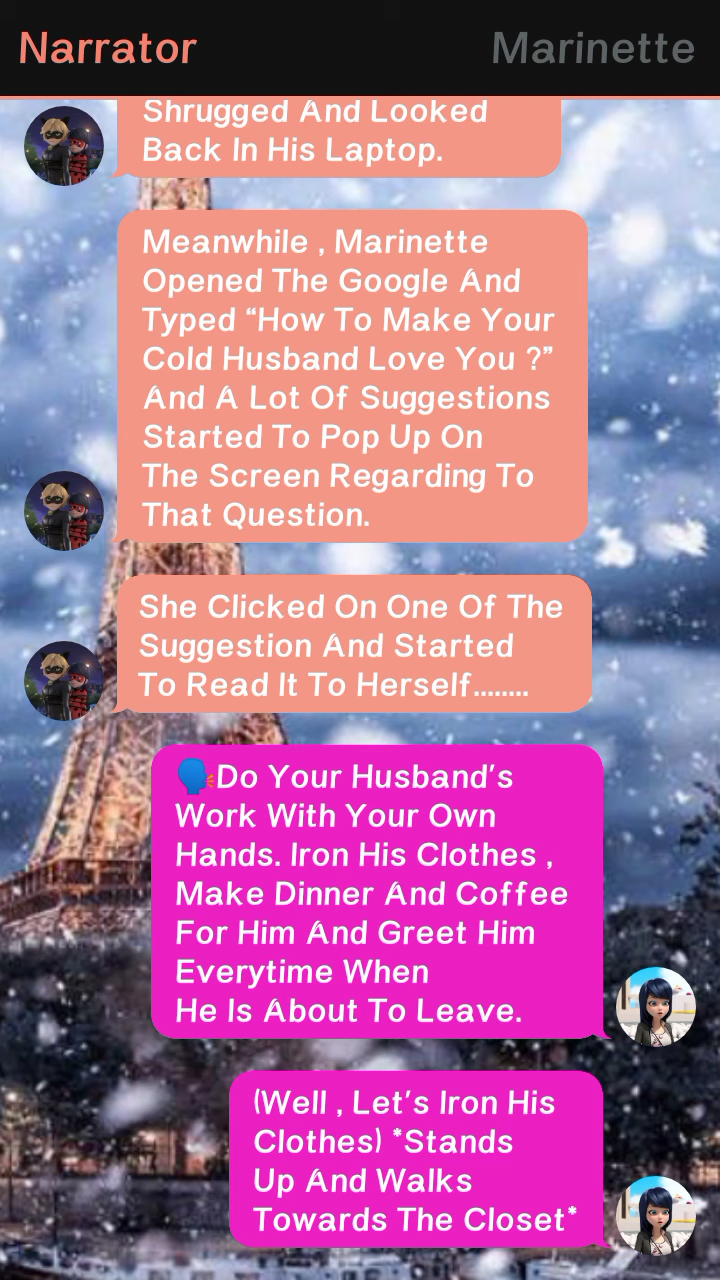 Narrator
Marinette
Shrugged And Looked
Back In His Laptop.
Meanwhile , Marinette
Opened The Google And
Typed “How To Make Your
Cold Husband Love You ?”
And A Lot Of Suggestions
Started To Pop Up On
The Screen Regarding To
That Question.
She Clicked On One Of The
Suggestion And Started
To Read It To Herself........
🗣Do Your Husband’s
Work With Your Own
Hands. Iron His Clothes ,
Make Dinner And Coffee
For Him And Greet Him
Everytime When
He Is About To Leave.
(Well , Let’s Iron His
Clothes) *Stands
Up And Walks
Towards The Closet*